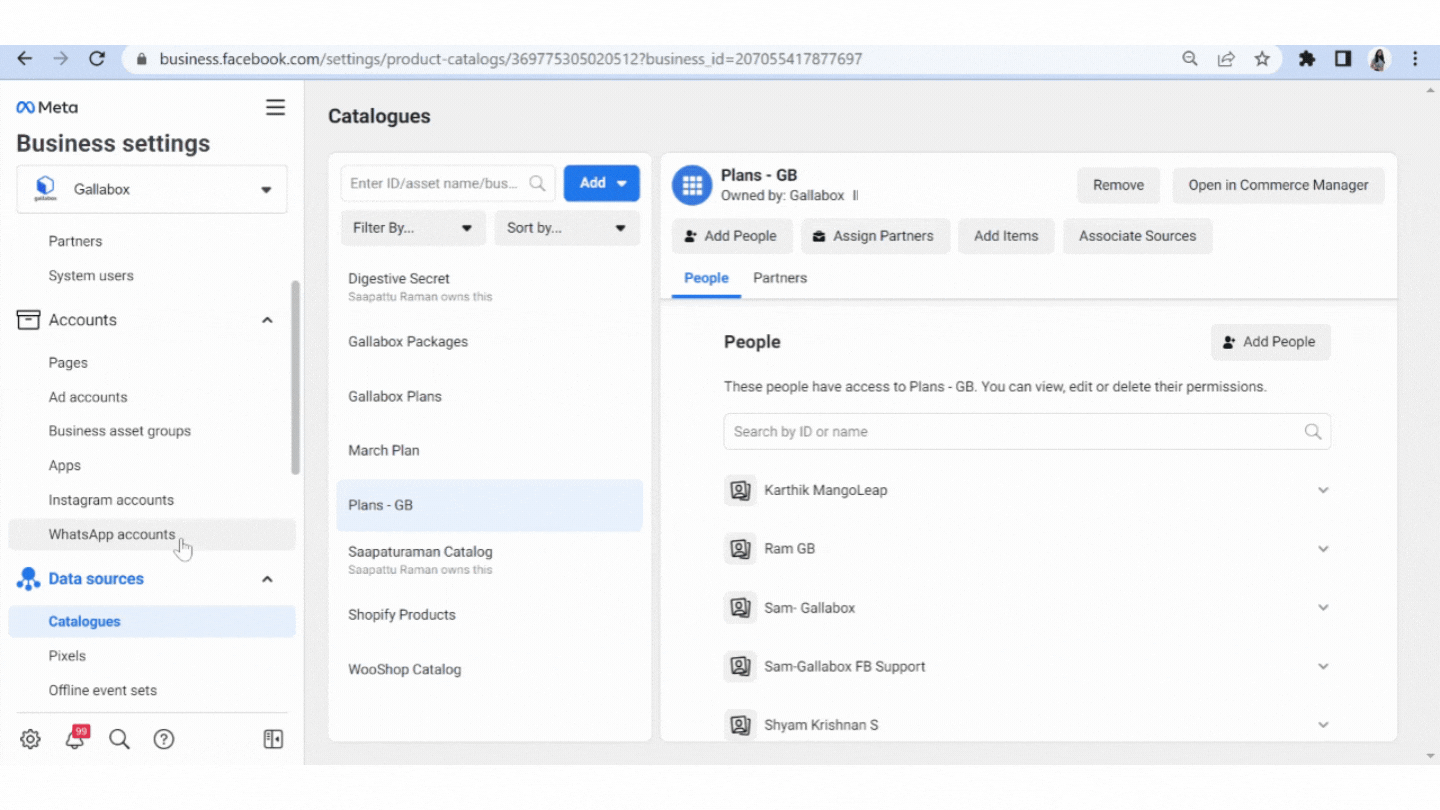 business.facebook.com/settings/product-catalogs/369775305020512?business_id=207055417877697
Meta
Business settings
gallabox
Gallabox
Partners
System users
Accounts
Pages
Ad accounts
Business asset groups
Apps
Instagram accounts
WhatsApp accounts
Data sources
Catalogues
Pixels
Offline event sets
99
Catalogues
Enter ID/asset name/bus...
Add
Filter By...
Sort by...
Digestive Secret
Saapattu Raman owns this
Gallabox Packages
Gallabox Plans
March Plan
Plans - GB
Saapaturaman Catalog
Saapattu Raman owns this
Shopify Products
WooShop Catalog
Plans - GB
Owned by: Gallabox II
Remove
Open in Commerce Manager
Add People
Assign Partners
Add Items
Associate Sources
People
Partners
People
Add People
These people have access to Plans - GB. You can view, edit or delete their permissions.
Search by ID or name
Karthik MangoLeap
Ram GB
Sam- Gallabox
Sam-Gallabox FB Support
Shyam Krishnan S